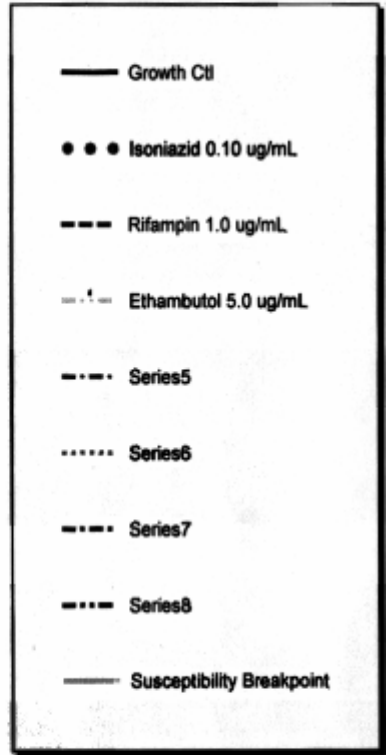 Growth Ctl
Isoniazid 0.10 ug/mL
Rifampin 1.0 ug/mL
Ethambutol 5.0 ug/mL
Series5
Series6
Series7
Series8
Susceptibility Breakpoint